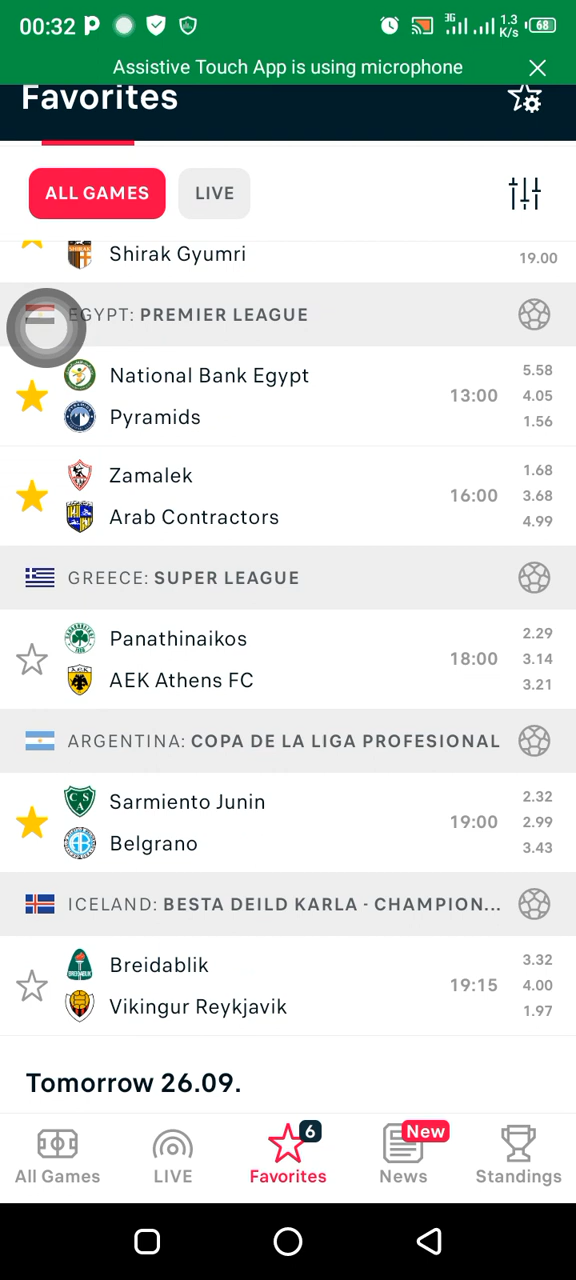 00:32
3G 1.3 K/s 68
Assistive Touch App is using microphone
Favorites
ALL GAMES LIVE
Shirak Gyumri
19.00
EGYPT: PREMIER LEAGUE
National Bank Egypt
Pyramids
13:00
5.58
4.05
1.56
Zamalek
Arab Contractors
16:00
1.68
3.68
4.99
GREECE: SUPER LEAGUE
Panathinaikos
AEK Athens FC
18:00
2.29
3.14
3.21
ARGENTINA: COPA DE LA LIGA PROFESIONAL
Sarmiento Junin
Belgrano
19:00
2.32
2.99
3.43
ICELAND: BESTA DEILD KARLA - CHAMPION...
Breidablik
Vikingur Reykjavik
19:15
3.32
4.00
1.97
Tomorrow 26.09.
6
New
All Games LIVE Favorites News Standings